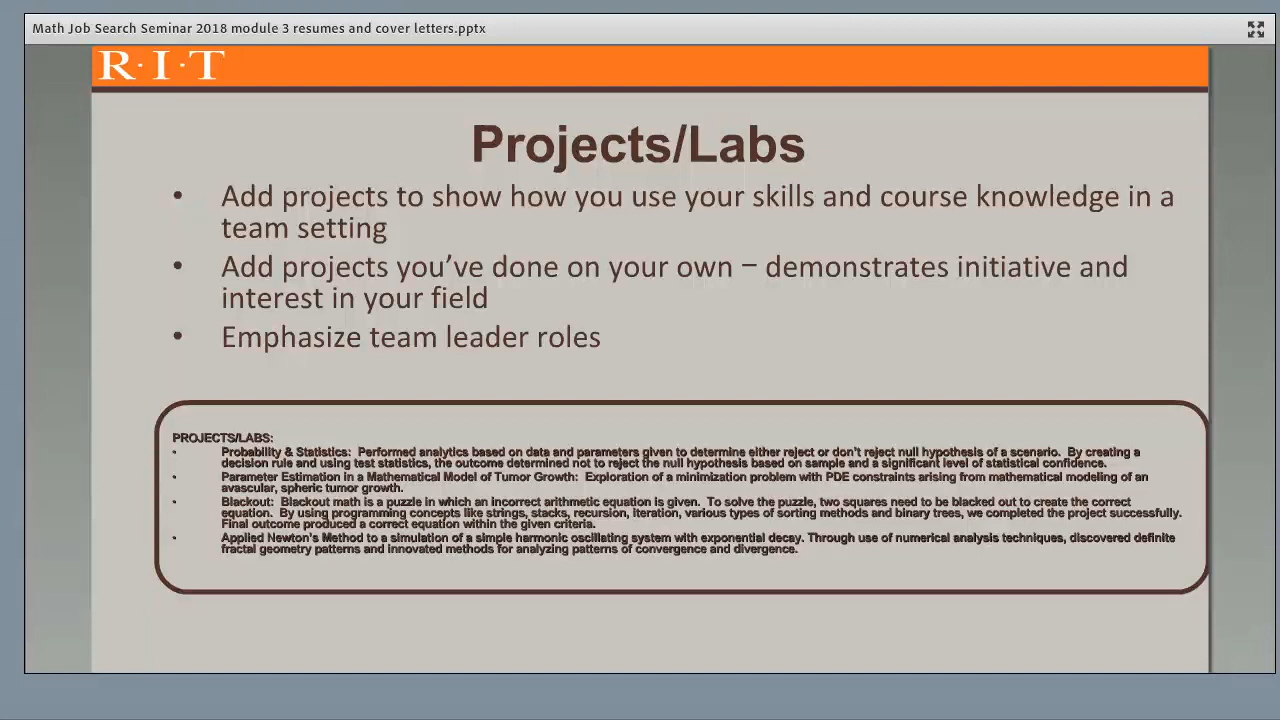 Math Job Search Seminar 2018 module 3 resumes and cover letters.pptx
R·I·T
Projects/Labs
• Add projects to show how you use your skills and course knowledge in a
team setting
• Add projects you’ve done on your own – demonstrates initiative and
interest in your field
• Emphasize team leader roles
PROJECTS/LABS:
• Probability & Statistics: Performed analytics based on data and parameters given to determine either reject or don’t reject null hypothesis of a scenario. By creating a
decision rule and using test statistics, the outcome determined not to reject the null hypothesis based on sample and a significant level of statistical confidence.
• Parameter Estimation in a Mathematical Model of Tumor Growth: Exploration of a minimization problem with PDE constraints arising from mathematical modeling of an
avascular, spheric tumor growth.
• Blackout: Blackout math is a puzzle in which an incorrect arithmetic equation is given. To solve the puzzle, two squares need to be blacked out to create the correct
equation. By using programming concepts like strings, stacks, recursion, iteration, various types of sorting methods and binary trees, we completed the project successfully.
Final outcome produced a correct equation within the given criteria.
• Applied Newton’s Method to a simulation of a simple harmonic oscillating system with exponential decay. Through use of numerical analysis techniques, discovered definite
fractal geometry patterns and innovated methods for analyzing patterns of convergence and divergence.